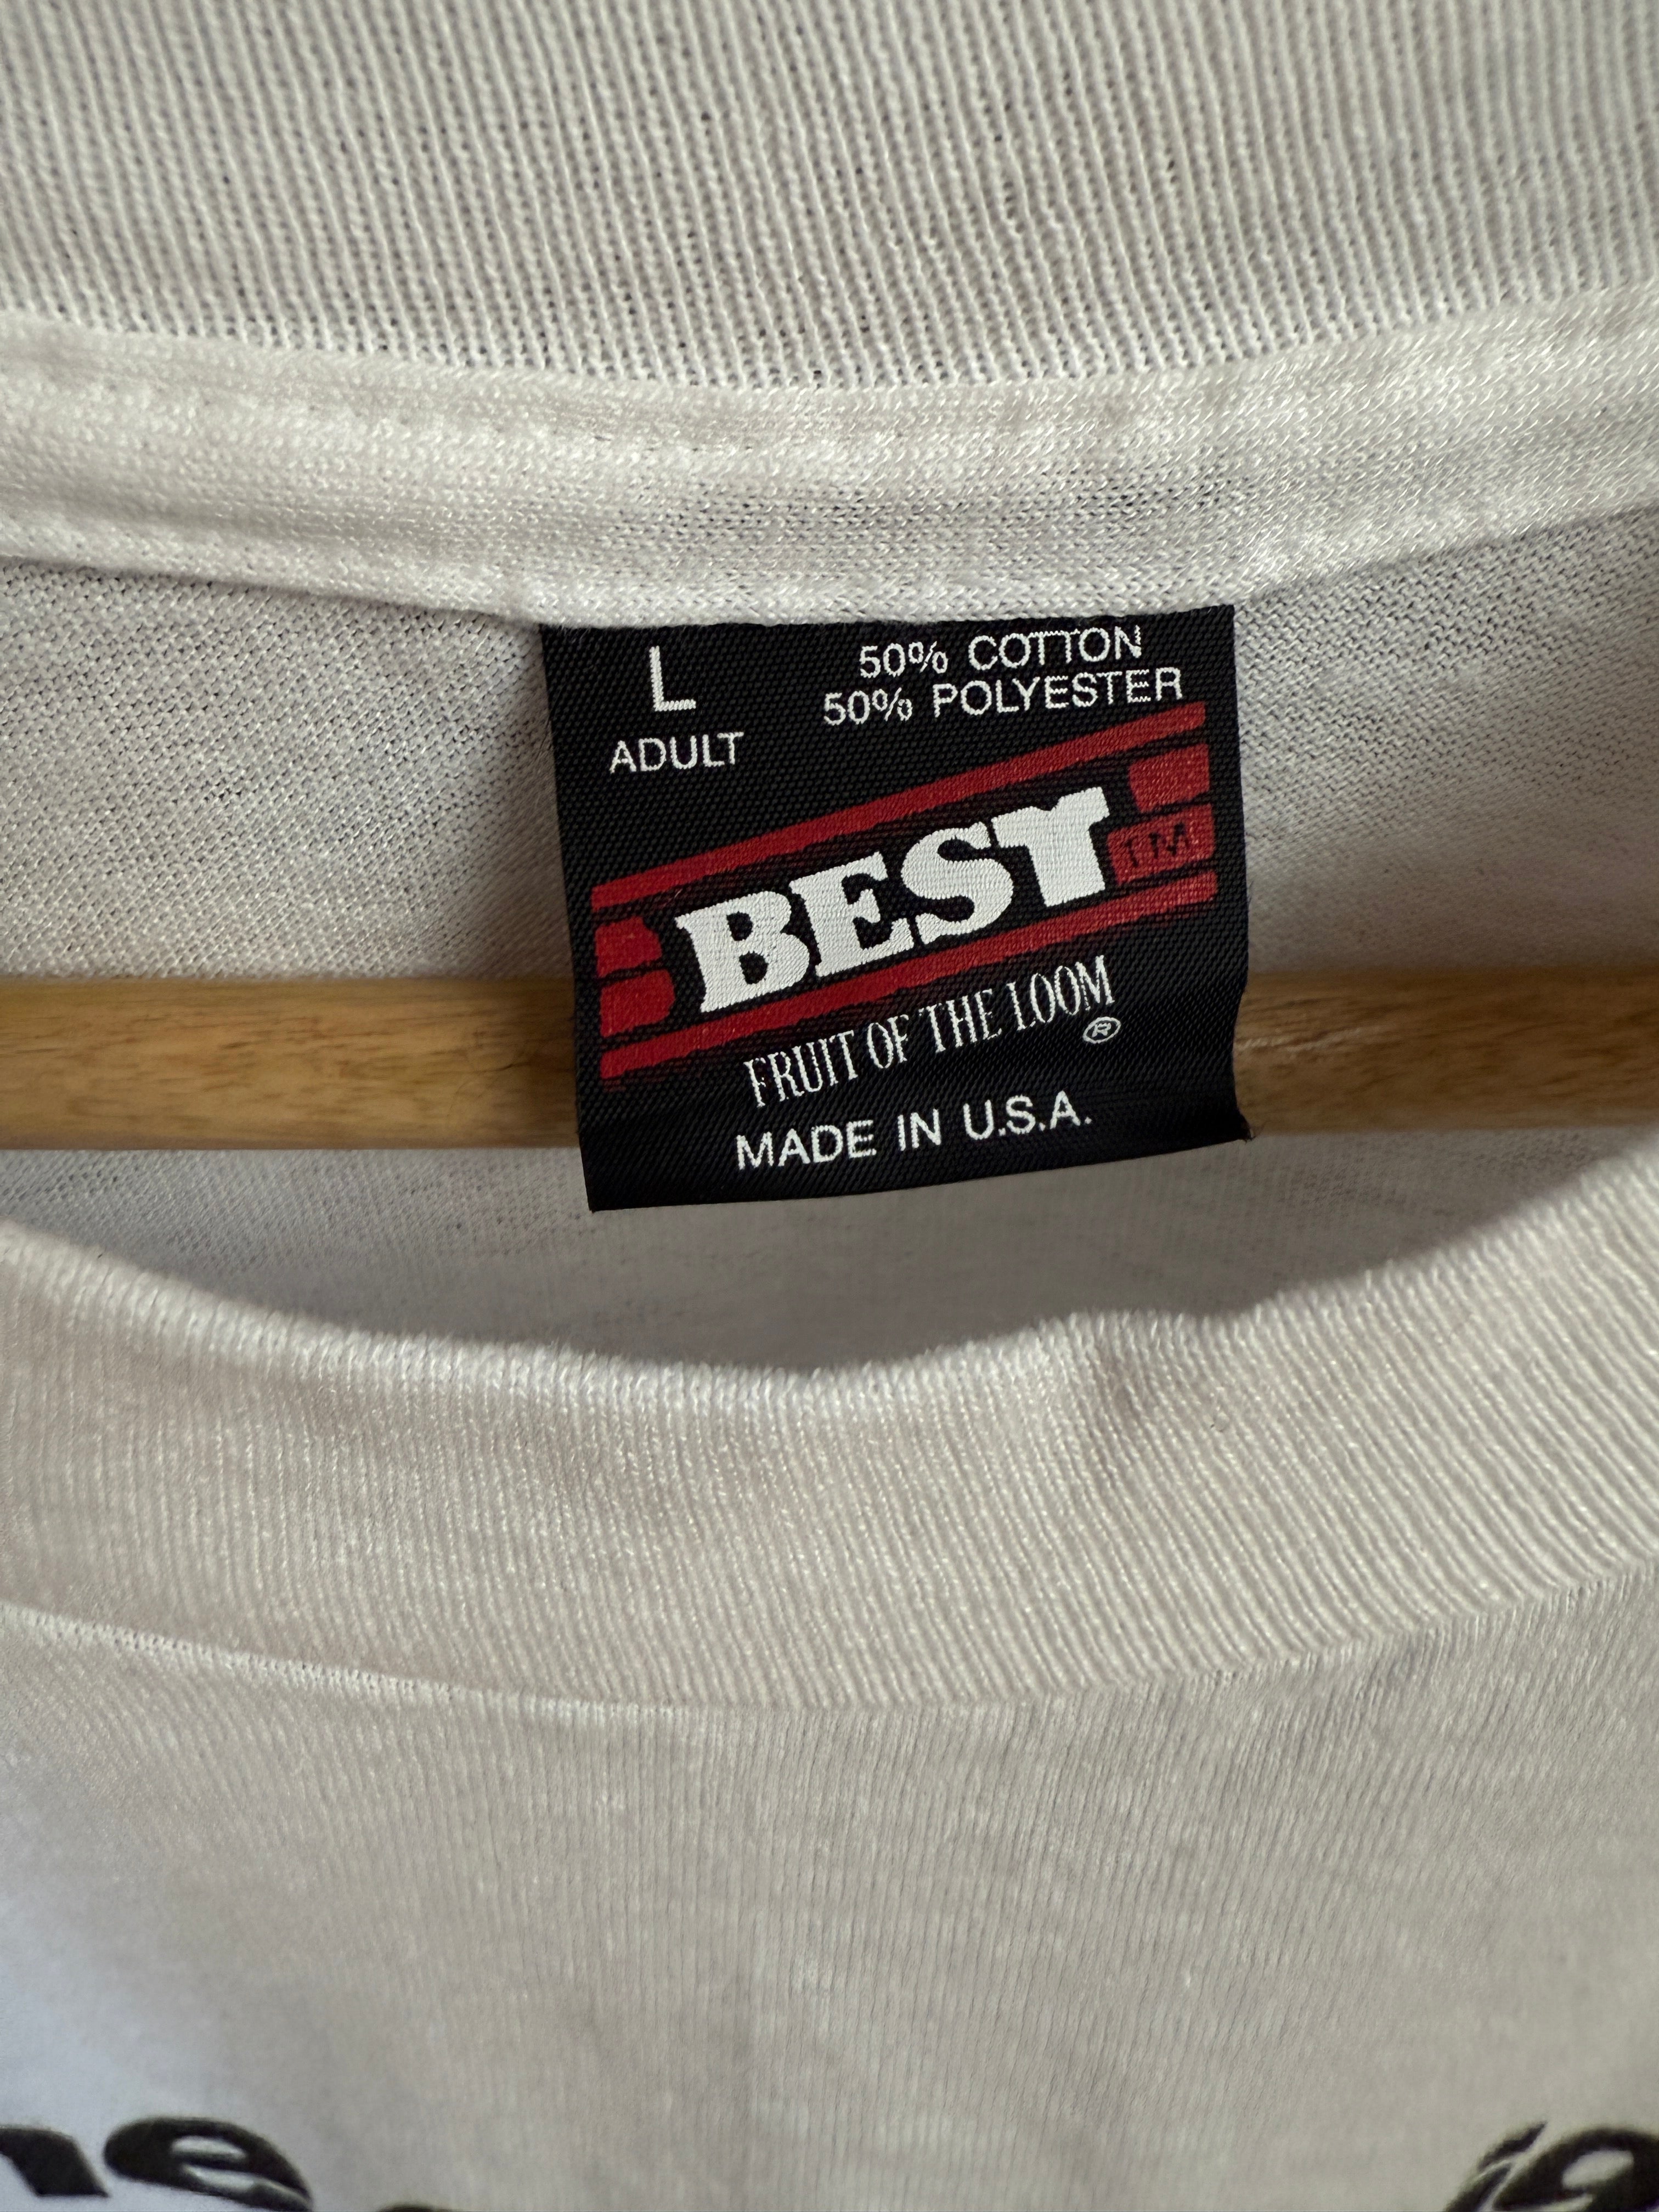 L
50% COTTON
ADULT
50% POLYESTER
BEST TM
FRUIT OF THE LOOM ®
MADE IN U.S.A.